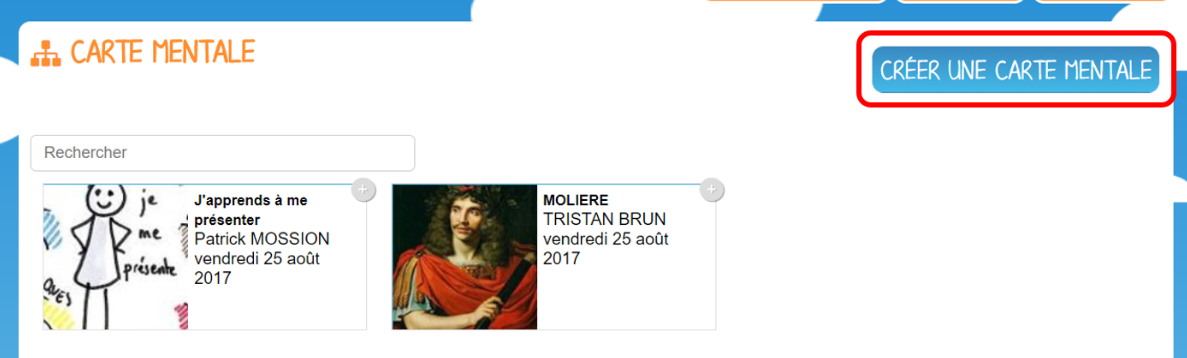 CARTE MENTALE
CRÉER UNE CARTE MENTALE
Rechercher
je
me
présente
QUES
J'apprends à me
présenter
Patrick MOSSION
vendredi 25 août
2017
MOLIERE
TRISTAN BRUN
vendredi 25 août
2017